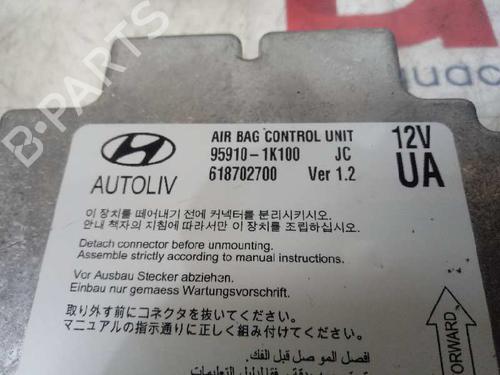 AIR BAG CONTROL UNIT
12V
95910-1K100 JC
UA
AUTOLIV
618702700 Ver 1.2
이 장치를 떼어내기 전에 커넥터를 분리시키시오.
안내 책자의 지침에 따라서만 이 장치를 조립하십시오.
Detach connector before unmounting.
Assemble strictly according to manual instructions.
Vor Ausbau Stecker abziehen.
Einbau nur gemaess Wartungsvorschrift.
取り外す前にコネクタを抜いてください。
マニュアルの指示通りに正しく組み付けてください。
افصل الموصل قبل الفك.
FORWARD